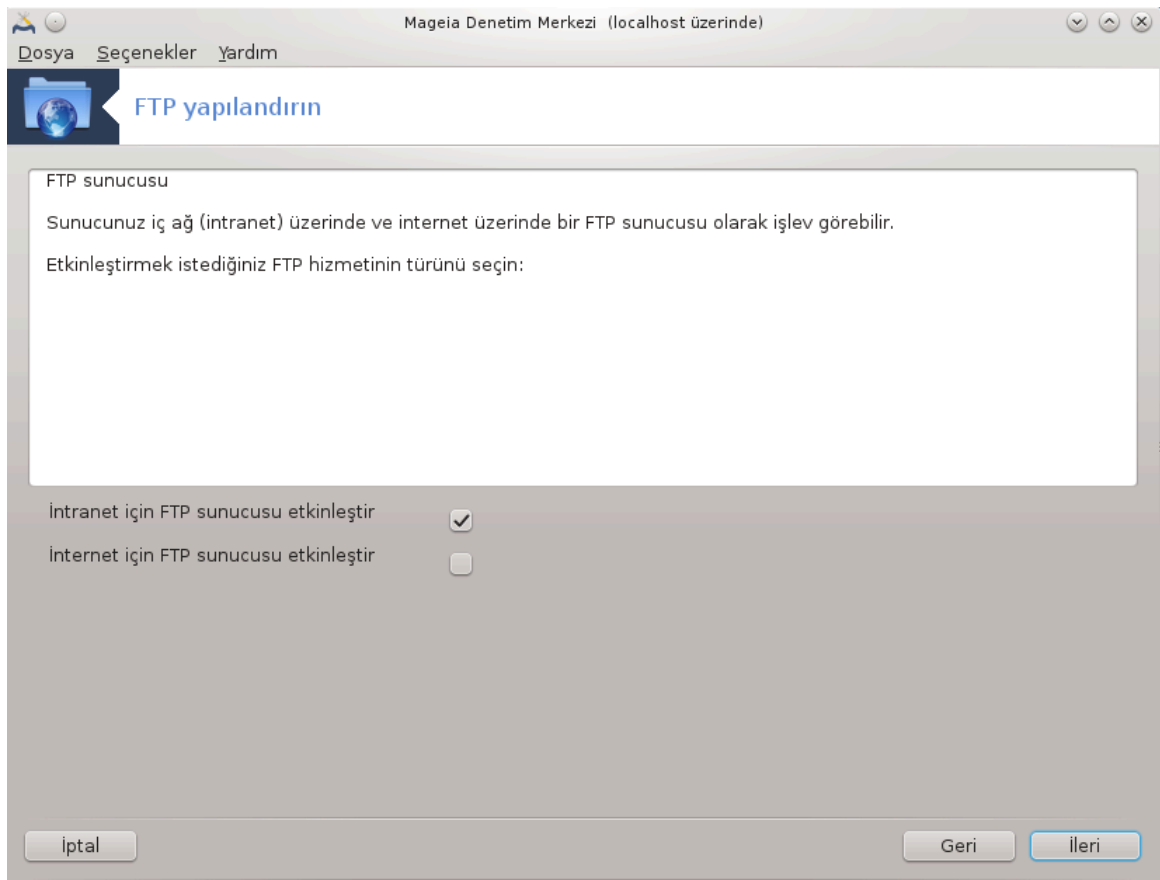 Mageia Denetim Merkezi (localhost üzerinde)
Dosya Seçenekler Yardım
FTP yapılandırın
FTP sunucusu
Sunucunuz iç ağ (intranet) üzerinde ve internet üzerinde bir FTP sunucusu olarak işlev görebilir.
Etkinleştirmek istediğiniz FTP hizmetinin türünü seçin:
İntranet için FTP sunucusu etkinleştir
İnternet için FTP sunucusu etkinleştir
İptal Geri İleri